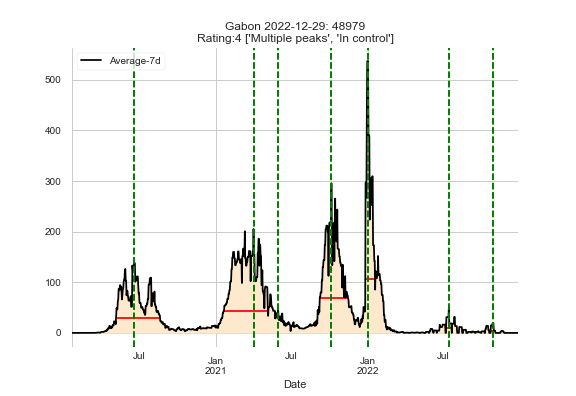 Gabon 2022-12-29: 48979
Rating:4 ['Multiple peaks', 'In control']
Average-7d
500
400
300
200
100
0
Jul
Jan
2021
Jul
Jan
2022
Jul
Date